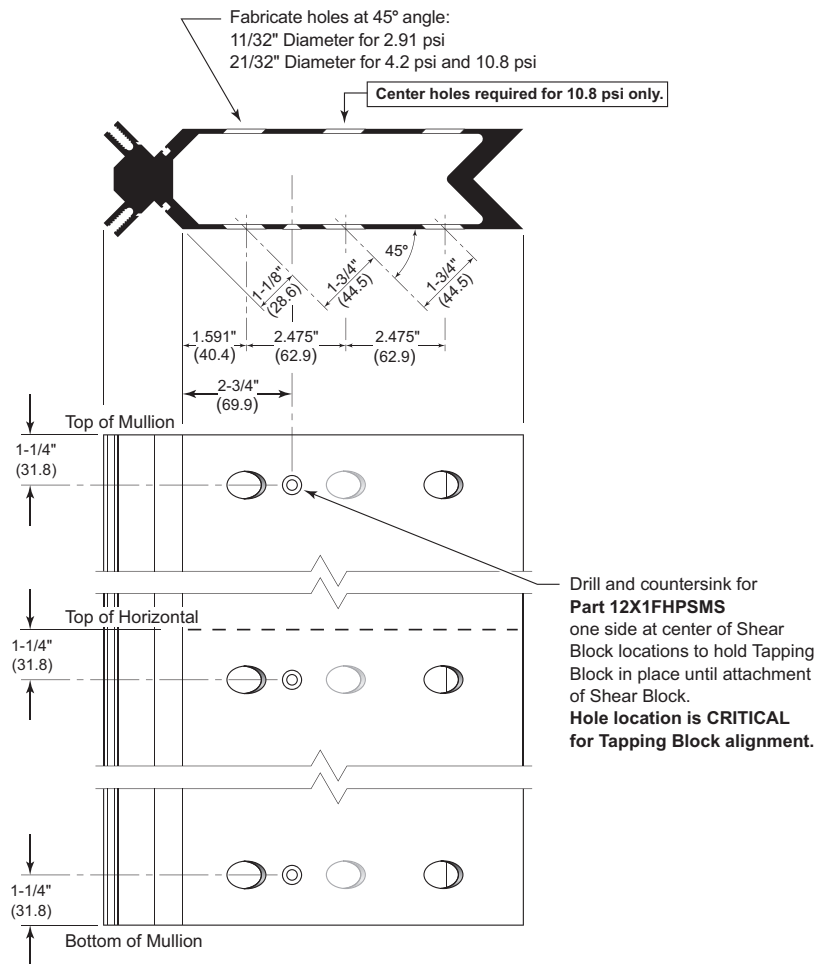 Fabricate holes at 45° angle:
11/32" Diameter for 2.91 psi
21/32" Diameter for 4.2 psi and 10.8 psi
Center holes required for 10.8 psi only.
45°
1-1/8"
(28.6)
1-3/4"
(44.5)
1-3/4"
(44.5)
1.591"
(40.4)
2.475"
(62.9)
2.475"
(62.9)
2-3/4"
(69.9)
Top of Mullion
1-1/4"
(31.8)
Top of Horizontal
1-1/4"
(31.8)
Drill and countersink for
Part 12X1FHPSMS
one side at center of Shear
Block locations to hold Tapping
Block in place until attachment
of Shear Block.
Hole location is CRITICAL
for Tapping Block alignment.
1-1/4"
(31.8)
Bottom of Mullion